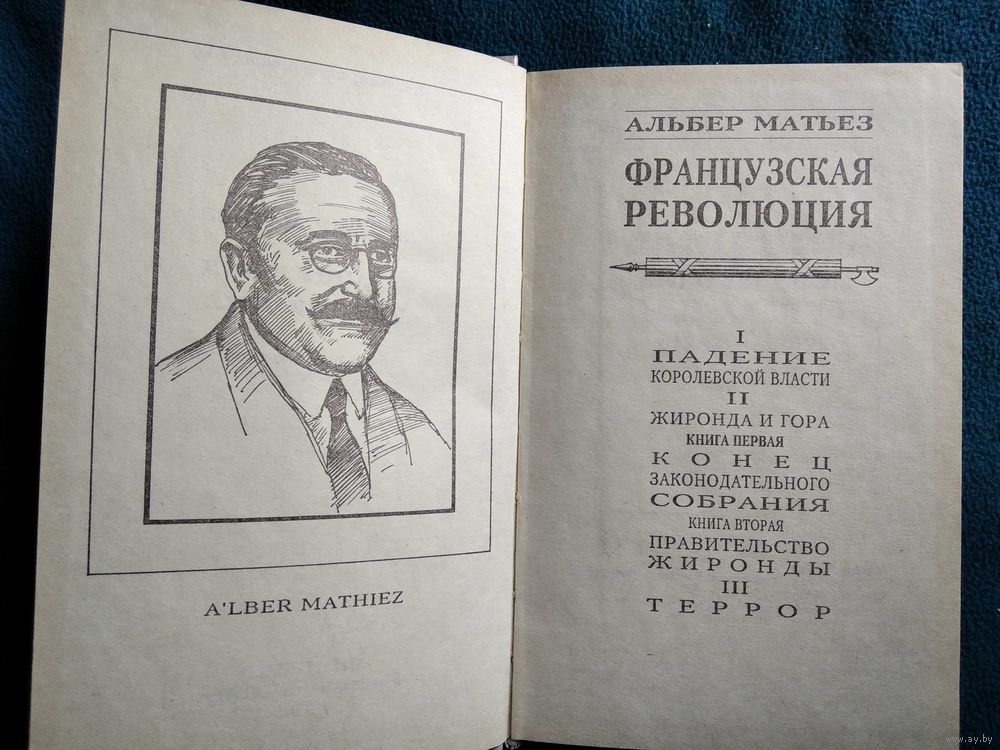 A'LBER MATHIEZ
АЛЬБЕР МАТЬЕЗ
ФРАНЦУЗСКАЯ
РЕВОЛЮЦИЯ
I
ПАДЕНИЕ
КОРОЛЕВСКОЙ ВЛАСТИ
II
ЖИРОНДА И ГОРА
КНИГА ПЕРВАЯ
КОНЕЦ
ЗАКОНОДАТЕЛЬНОГО
СОБРАНИЯ
КНИГА ВТОРАЯ
ПРАВИТЕЛЬСТВО
ЖИРОНДЫ
III
ТЕРРОР
www.ay.by